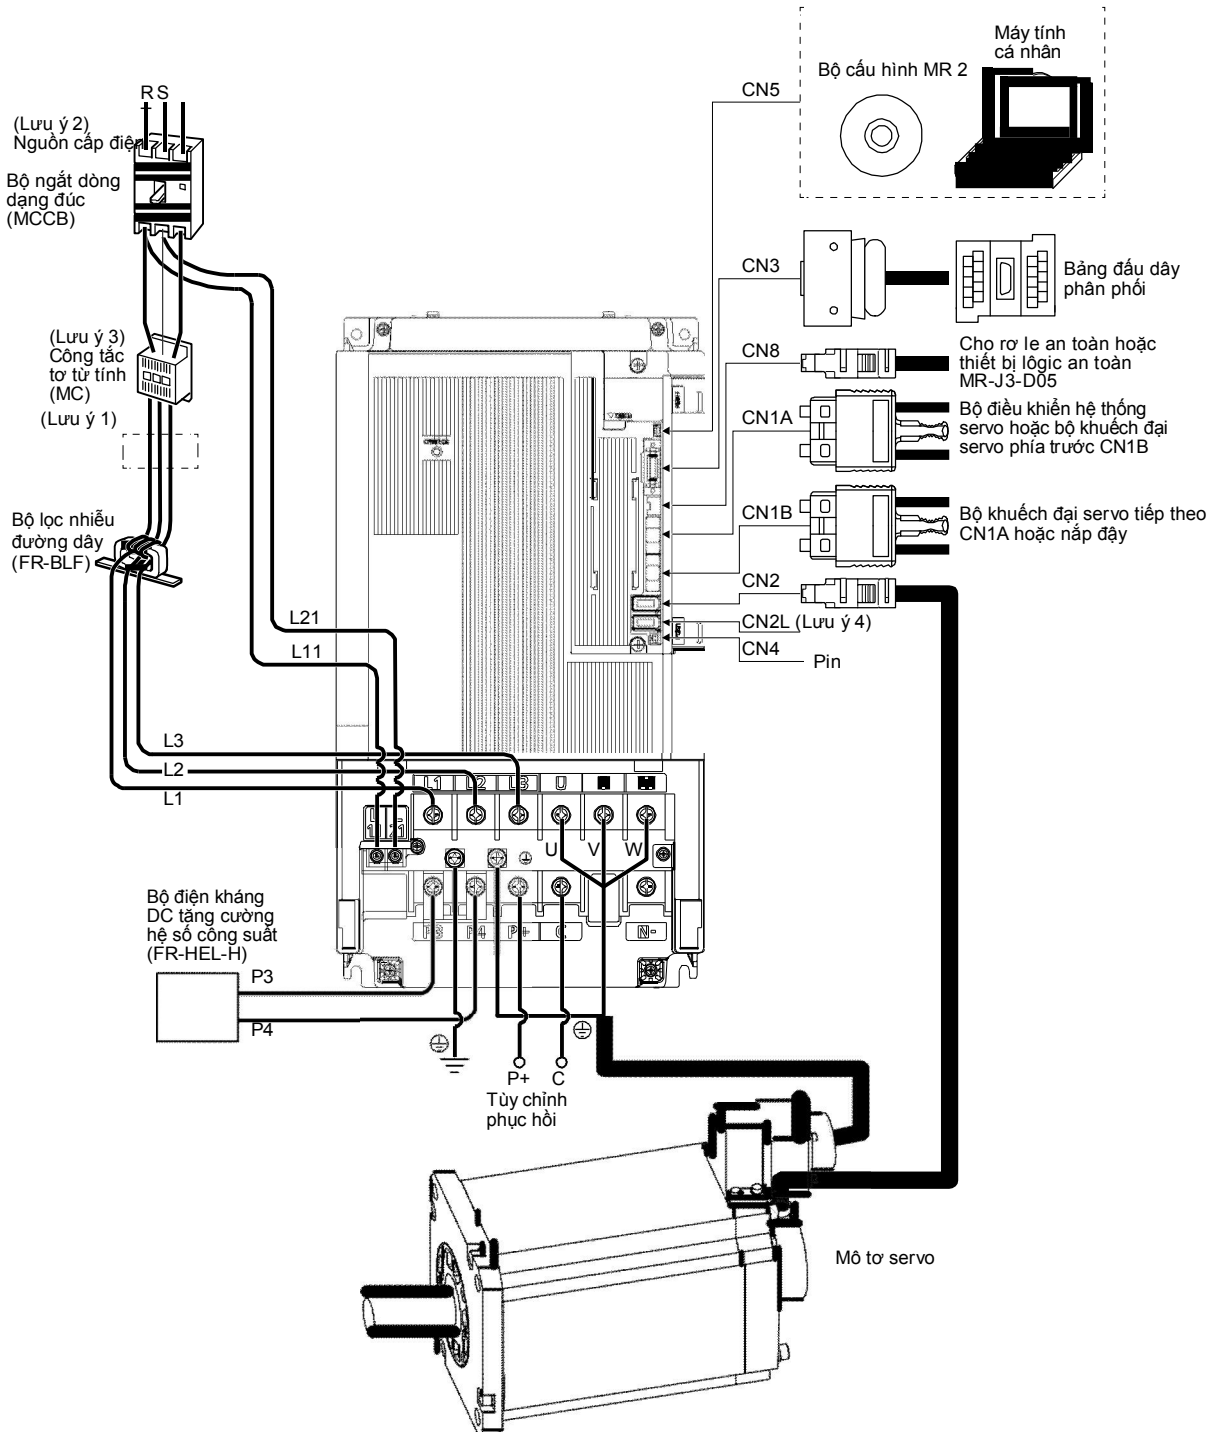 R S
(Lưu ý 2)
Nguồn cấp điện
Bộ ngắt dòng
dạng đúc
(MCCB)
(Lưu ý 3)
Công tắc
tơ từ tính
(MC)
(Lưu ý 1)
Bộ lọc nhiễu
đường dây
(FR-BLF)
L21
L11
L3
L2
L1
Bộ điện kháng
DC tăng cường
hệ số công suất
(FR-HEL-H)
P3
P4
CN5
Bộ cấu hình MR 2
Máy tính
cá nhân
CN3
Bảng đấu dây
phân phối
CN8
Cho rơ le an toàn hoặc
thiết bị lôgic an toàn
MR-J3-D05
CN1A
Bộ điều khiển hệ thống
servo hoặc bộ khuếch đại
servo phía trước CN1B
CN1B
Bộ khuếch đại servo tiếp theo
CN1A hoặc nắp đậy
CN2
CN2L (Lưu ý 4)
CN4
Pin
L1 L2 L3 U
U V W
P3 P4 P+ C N-
P+ C
Tùy chỉnh
phục hồi
Mô tơ servo